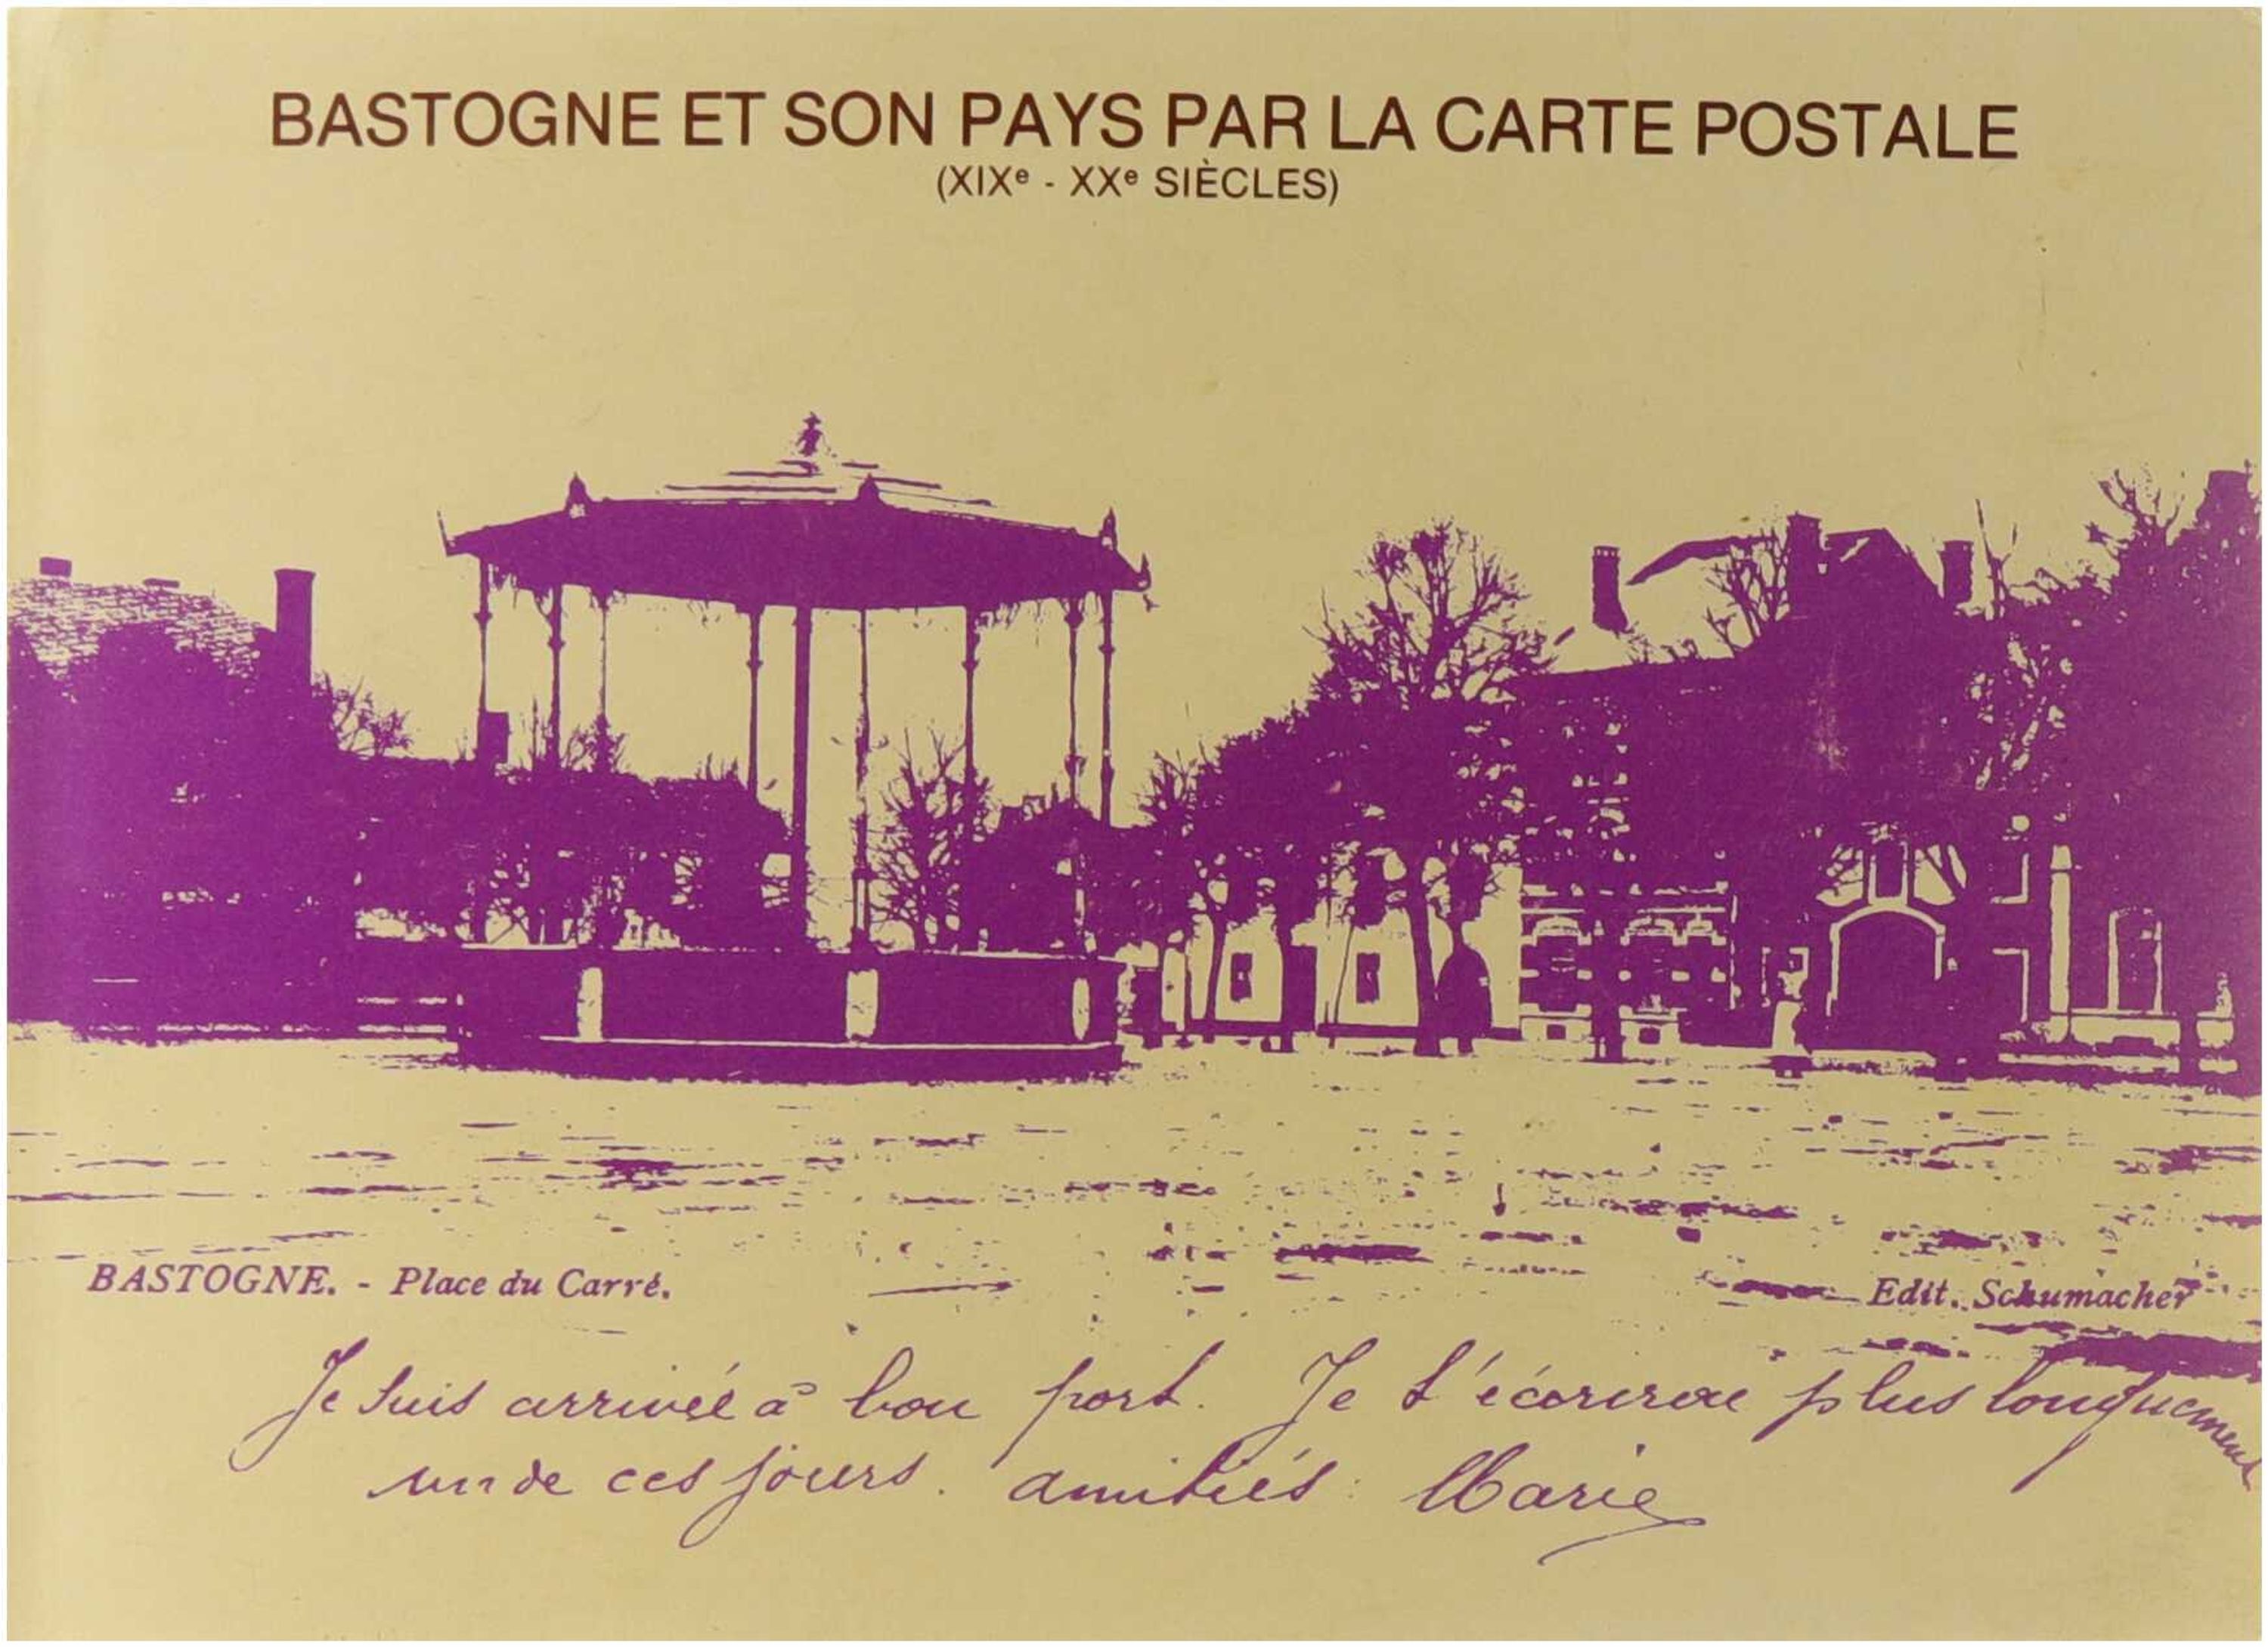 BASTOGNE ET SON PAYS PAR LA CARTE POSTALE
(XIXe - XXe SIÈCLES)
BASTOGNE. - Place du Carré.
Edit. Schumacher
Je suis arrivée à bon port. Je t'écrirai plus longuement
un de ces jours. amitiés : Marie